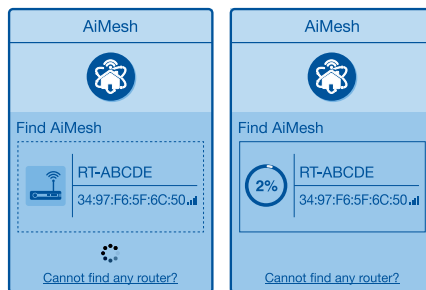 AiMesh
Find AiMesh
RT-ABCDE
34:97:F6:5F:6C:50
Cannot find any router?
AiMesh
Find AiMesh
2%
RT-ABCDE
34:97:F6:5F:6C:50
Cannot find any router?